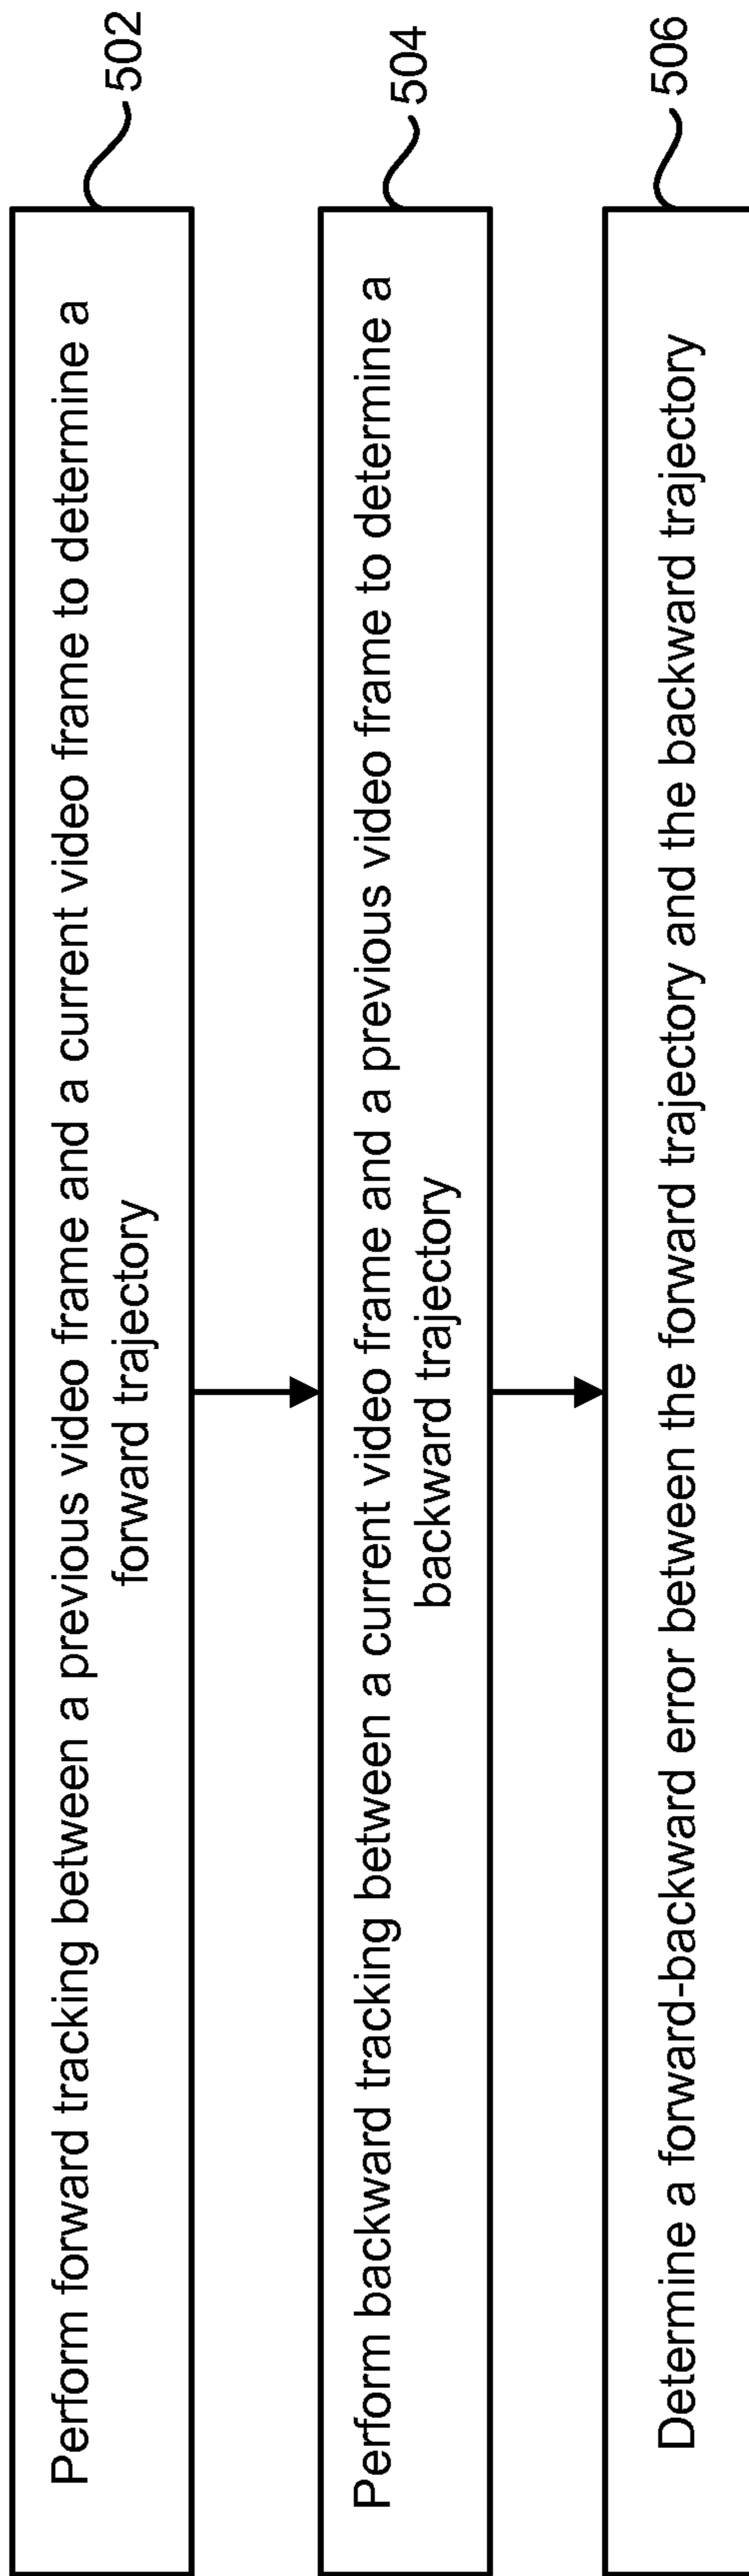 Perform forward tracking between a previous video frame and a current video frame to determine a
forward trajectory
502
Perform backward tracking between a current video frame and a previous video frame to determine a
backward trajectory
504
Determine a forward-backward error between the forward trajectory and the backward trajectory
506